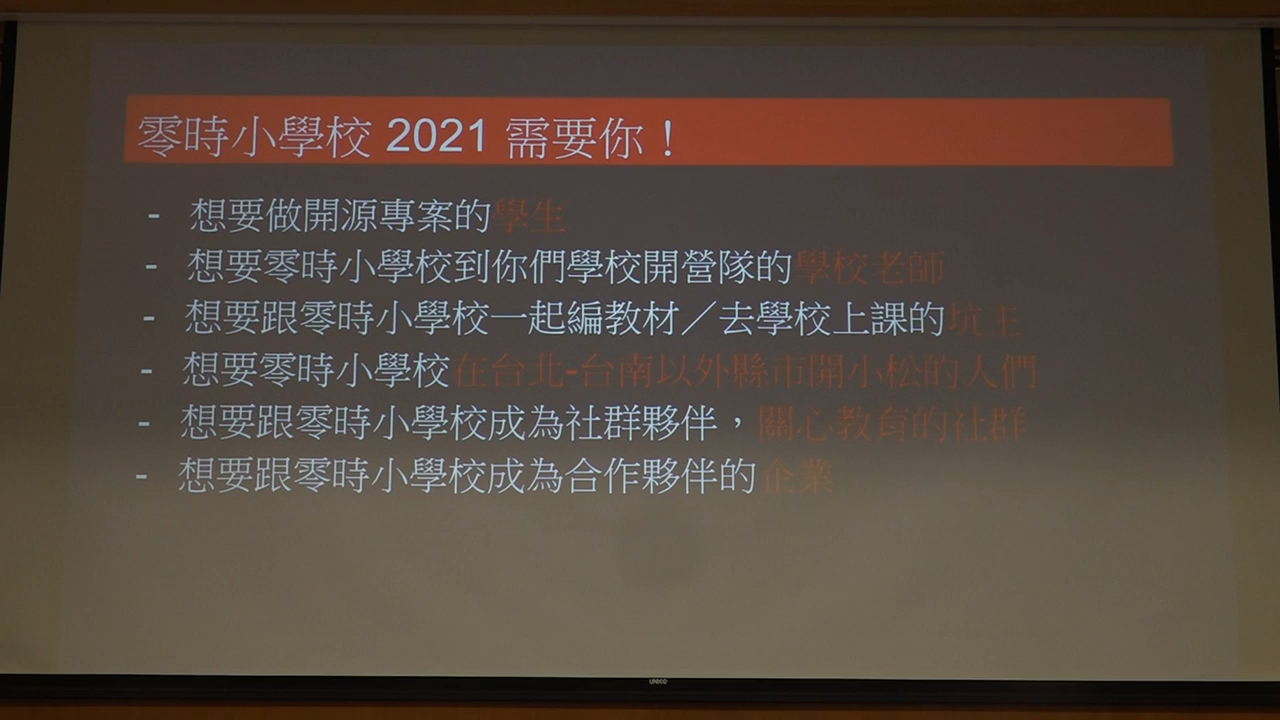 零時小學校 2021 需要你！
- 想要做開源專案的學生
- 想要零時小學校到你們學校開營隊的學校老師
- 想要跟零時小學校一起編教材／去學校上課的坑主
- 想要零時小學校在台北-台南以外縣市開小松的人們
- 想要跟零時小學校成為社群夥伴，關心教育的社群
- 想要跟零時小學校成為合作夥伴的企業
UNICO